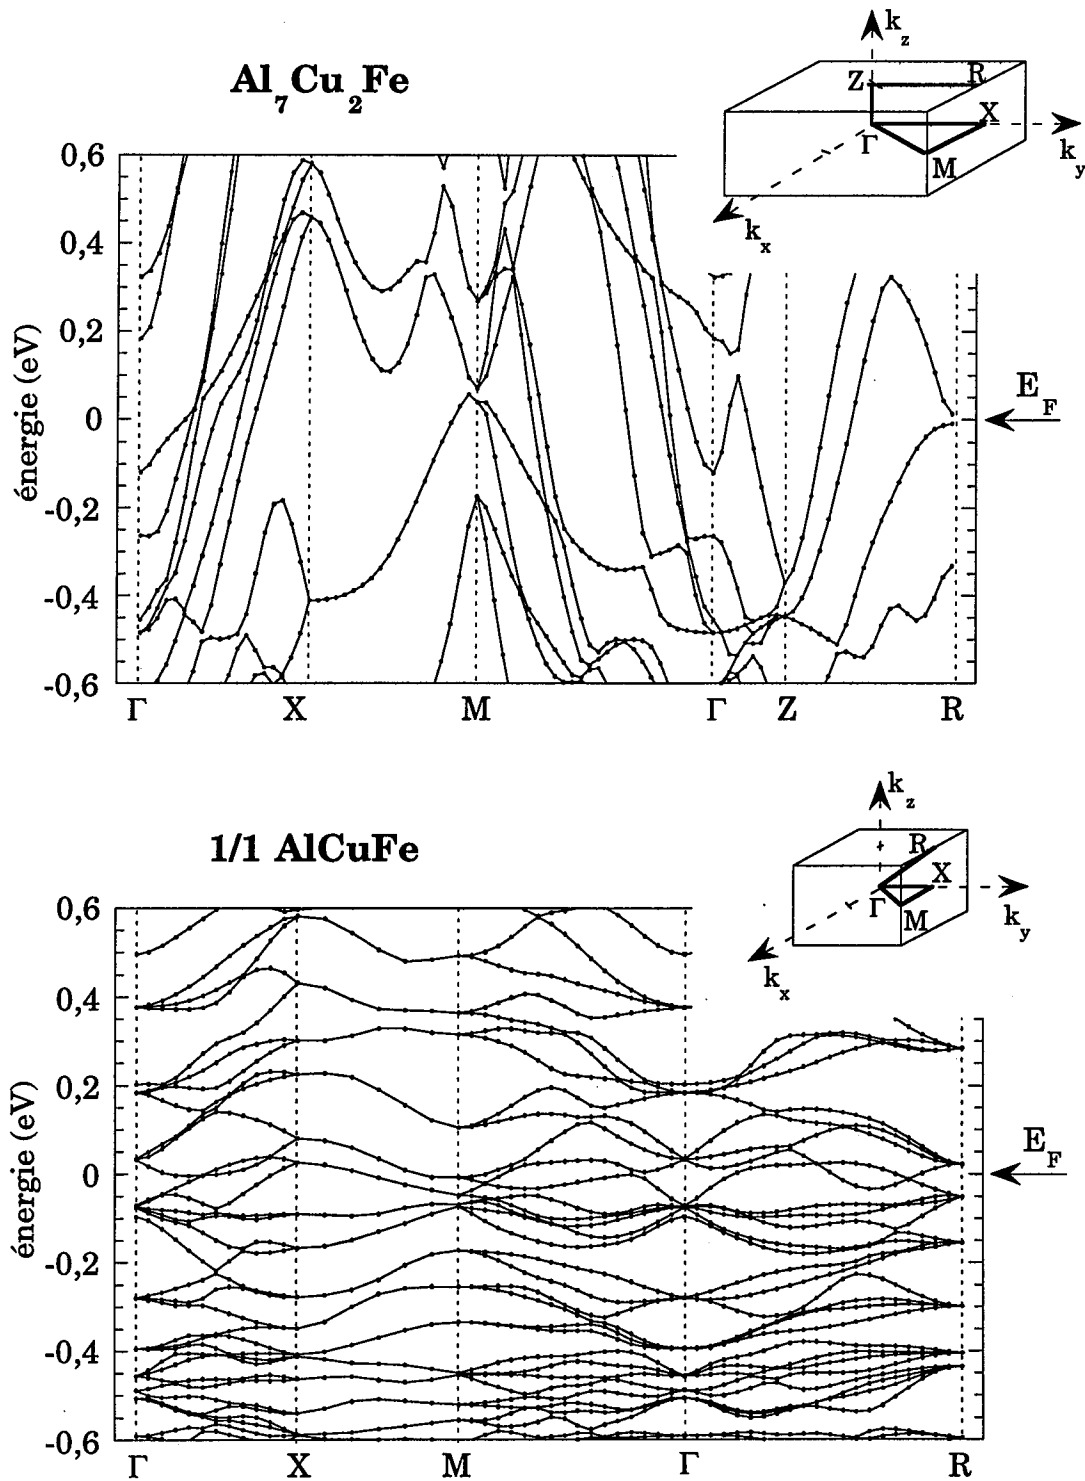 Al7Cu2Fe
kz
Z
R
X
Γ
M
ky
kx
énergie (eV)
0,6
0,4
0,2
0
-0,2
-0,4
-0,6
EF
Γ X M Γ Z R
1/1 AlCuFe
kz
R
X
Γ
M
ky
kx
énergie (eV)
0,6
0,4
0,2
0
-0,2
-0,4
-0,6
EF
Γ X M Γ R